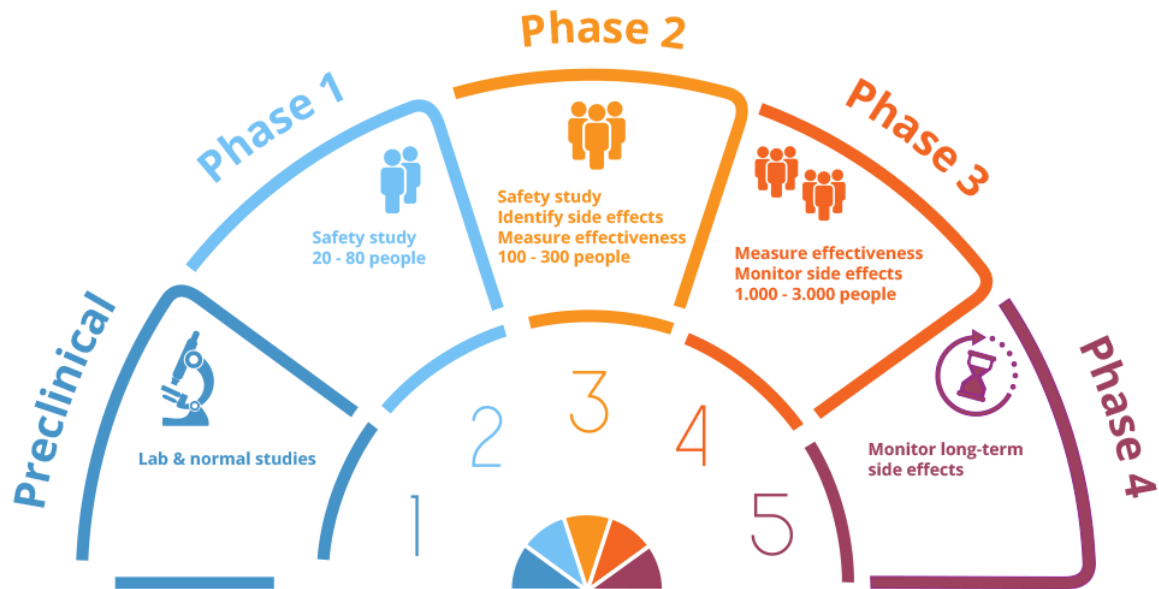 Preclinical
Lab & normal studies
1
Phase 1
Safety study
20 - 80 people
2
Phase 2
Safety study
Identify side effects
Measure effectiveness
100 - 300 people
3
Phase 3
Measure effectiveness
Monitor side effects
1.000 - 3.000 people
4
Phase 4
Monitor long-term
side effects
5